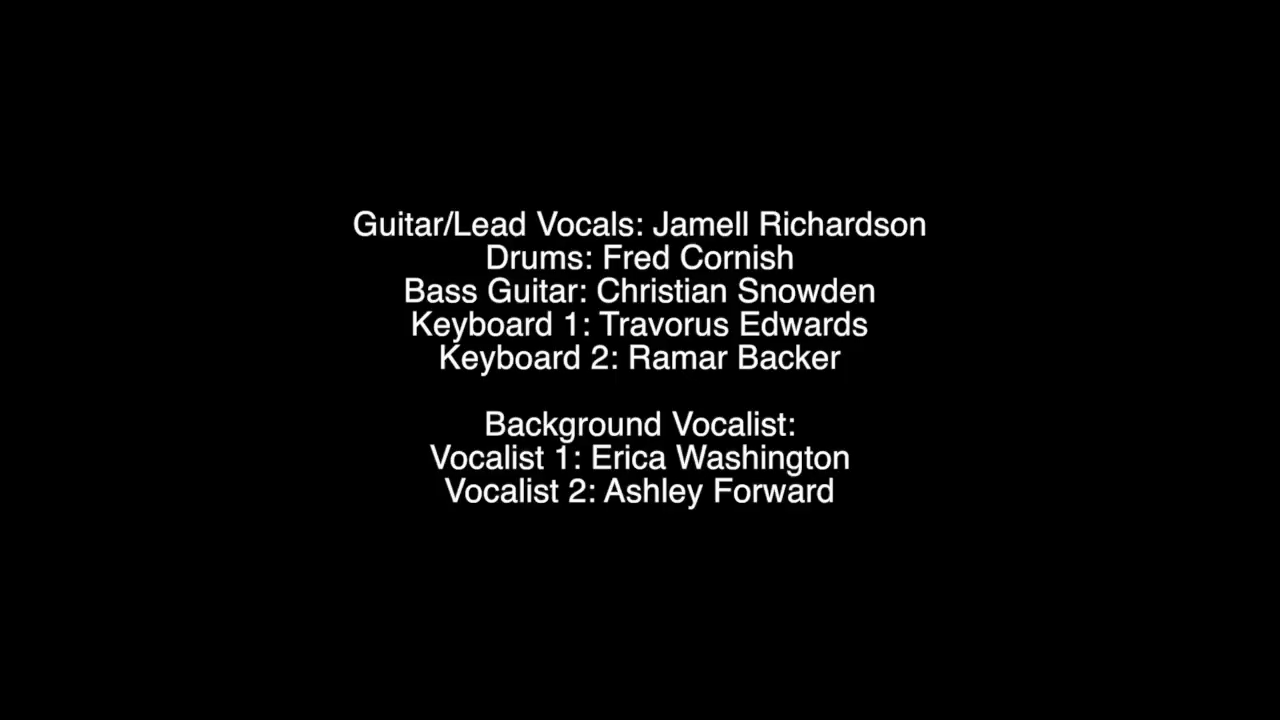 Guitar/Lead Vocals: Jamell Richardson
Drums: Fred Cornish
Bass Guitar: Christian Snowden
Keyboard 1: Travorus Edwards
Keyboard 2: Ramar Backer
Background Vocalist:
Vocalist 1: Erica Washington
Vocalist 2: Ashley Forward